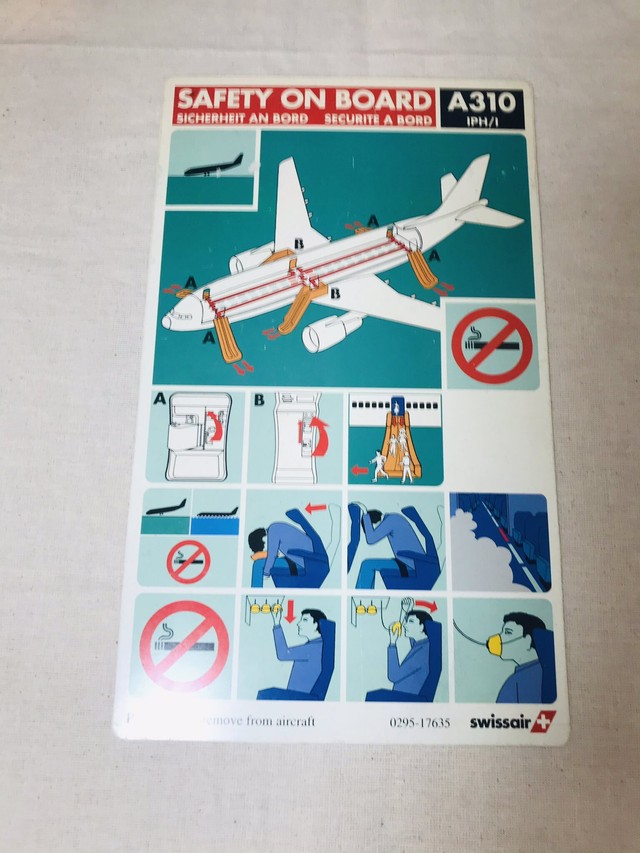 SAFETY ON BOARD
SICHERHEIT AN BORD SECURITE A BORD
A310
IPH/I
A
B
A
A
B
A
A
B
remove from aircraft
0295-17635
swissair